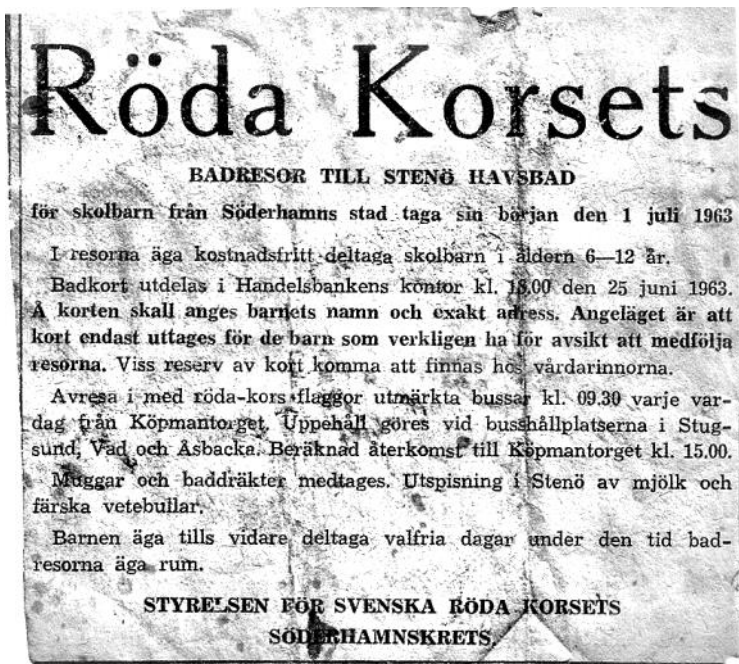 Röda Korsets
BADRESOR TILL STENÖ HAVSBAD
för skolbarn från Söderhamns stad taga sin början den 1 juli 1963
I resorna äga kostnadsfritt deltaga skolbarn i åldern 6—12 år.
Badkort utdelas i Handelsbankens kontor kl. 18.00 den 25 juni 1963.
Å korten skall anges barnets namn och exakt adress. Angeläget är att
kort endast uttages för de barn som verkligen ha för avsikt att medfölja
resorna. Viss reserv av kort komma att finnas hos vårdarinnorna.
Avresa i med röda-kors flaggor utmärkta bussar kl. 09.30 varje var-
dag från Köpmantorget. Uppehåll göres vid busshållplatserna i Stug-
sund, Vad och Åsbacka. Beräknad återkomst till Köpmantorget kl. 15.00.
Muggar och baddräkter medtages. Utspisning i Stenö av mjölk och
färska vetebullar.
Barnen äga tills vidare deltaga valfria dagar under den tid bad-
resorna äga rum.
STYRELSEN FÖR SVENSKA RÖDA KORSETS
SÖDERHAMNSKRETS.